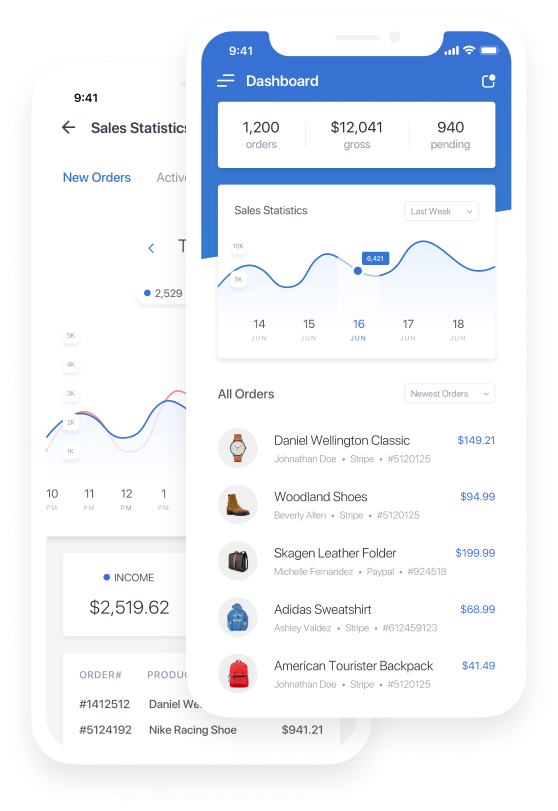 9:41
Dashboard
1,200
orders
$12,041
gross
940
pending
Sales Statistics
Last Week
10K
5K
6,421
14
JUN
15
JUN
16
JUN
17
JUN
18
JUN
All Orders
Newest Orders
Daniel Wellington Classic $149.21
Johnathan Doe • Stripe • #5120125
Woodland Shoes $94.99
Beverly Allen • Stripe • #5120125
Skagen Leather Folder $199.99
Michelle Fernandez • Paypal • #924518
Adidas Sweatshirt $68.99
Ashley Valdez • Stripe • #612459123
American Tourister Backpack $41.49
Johnathan Doe • Stripe • #5120125
9:41
Sales Statistics
New Orders Active
T
2,529
5K
4K
3K
2K
1K
10
PM
11
PM
12
PM
1
PM
INCOME
$2,519.62
ORDER# PRODUC
#1412512 Daniel We
#5124192 Nike Racing Shoe $941.21